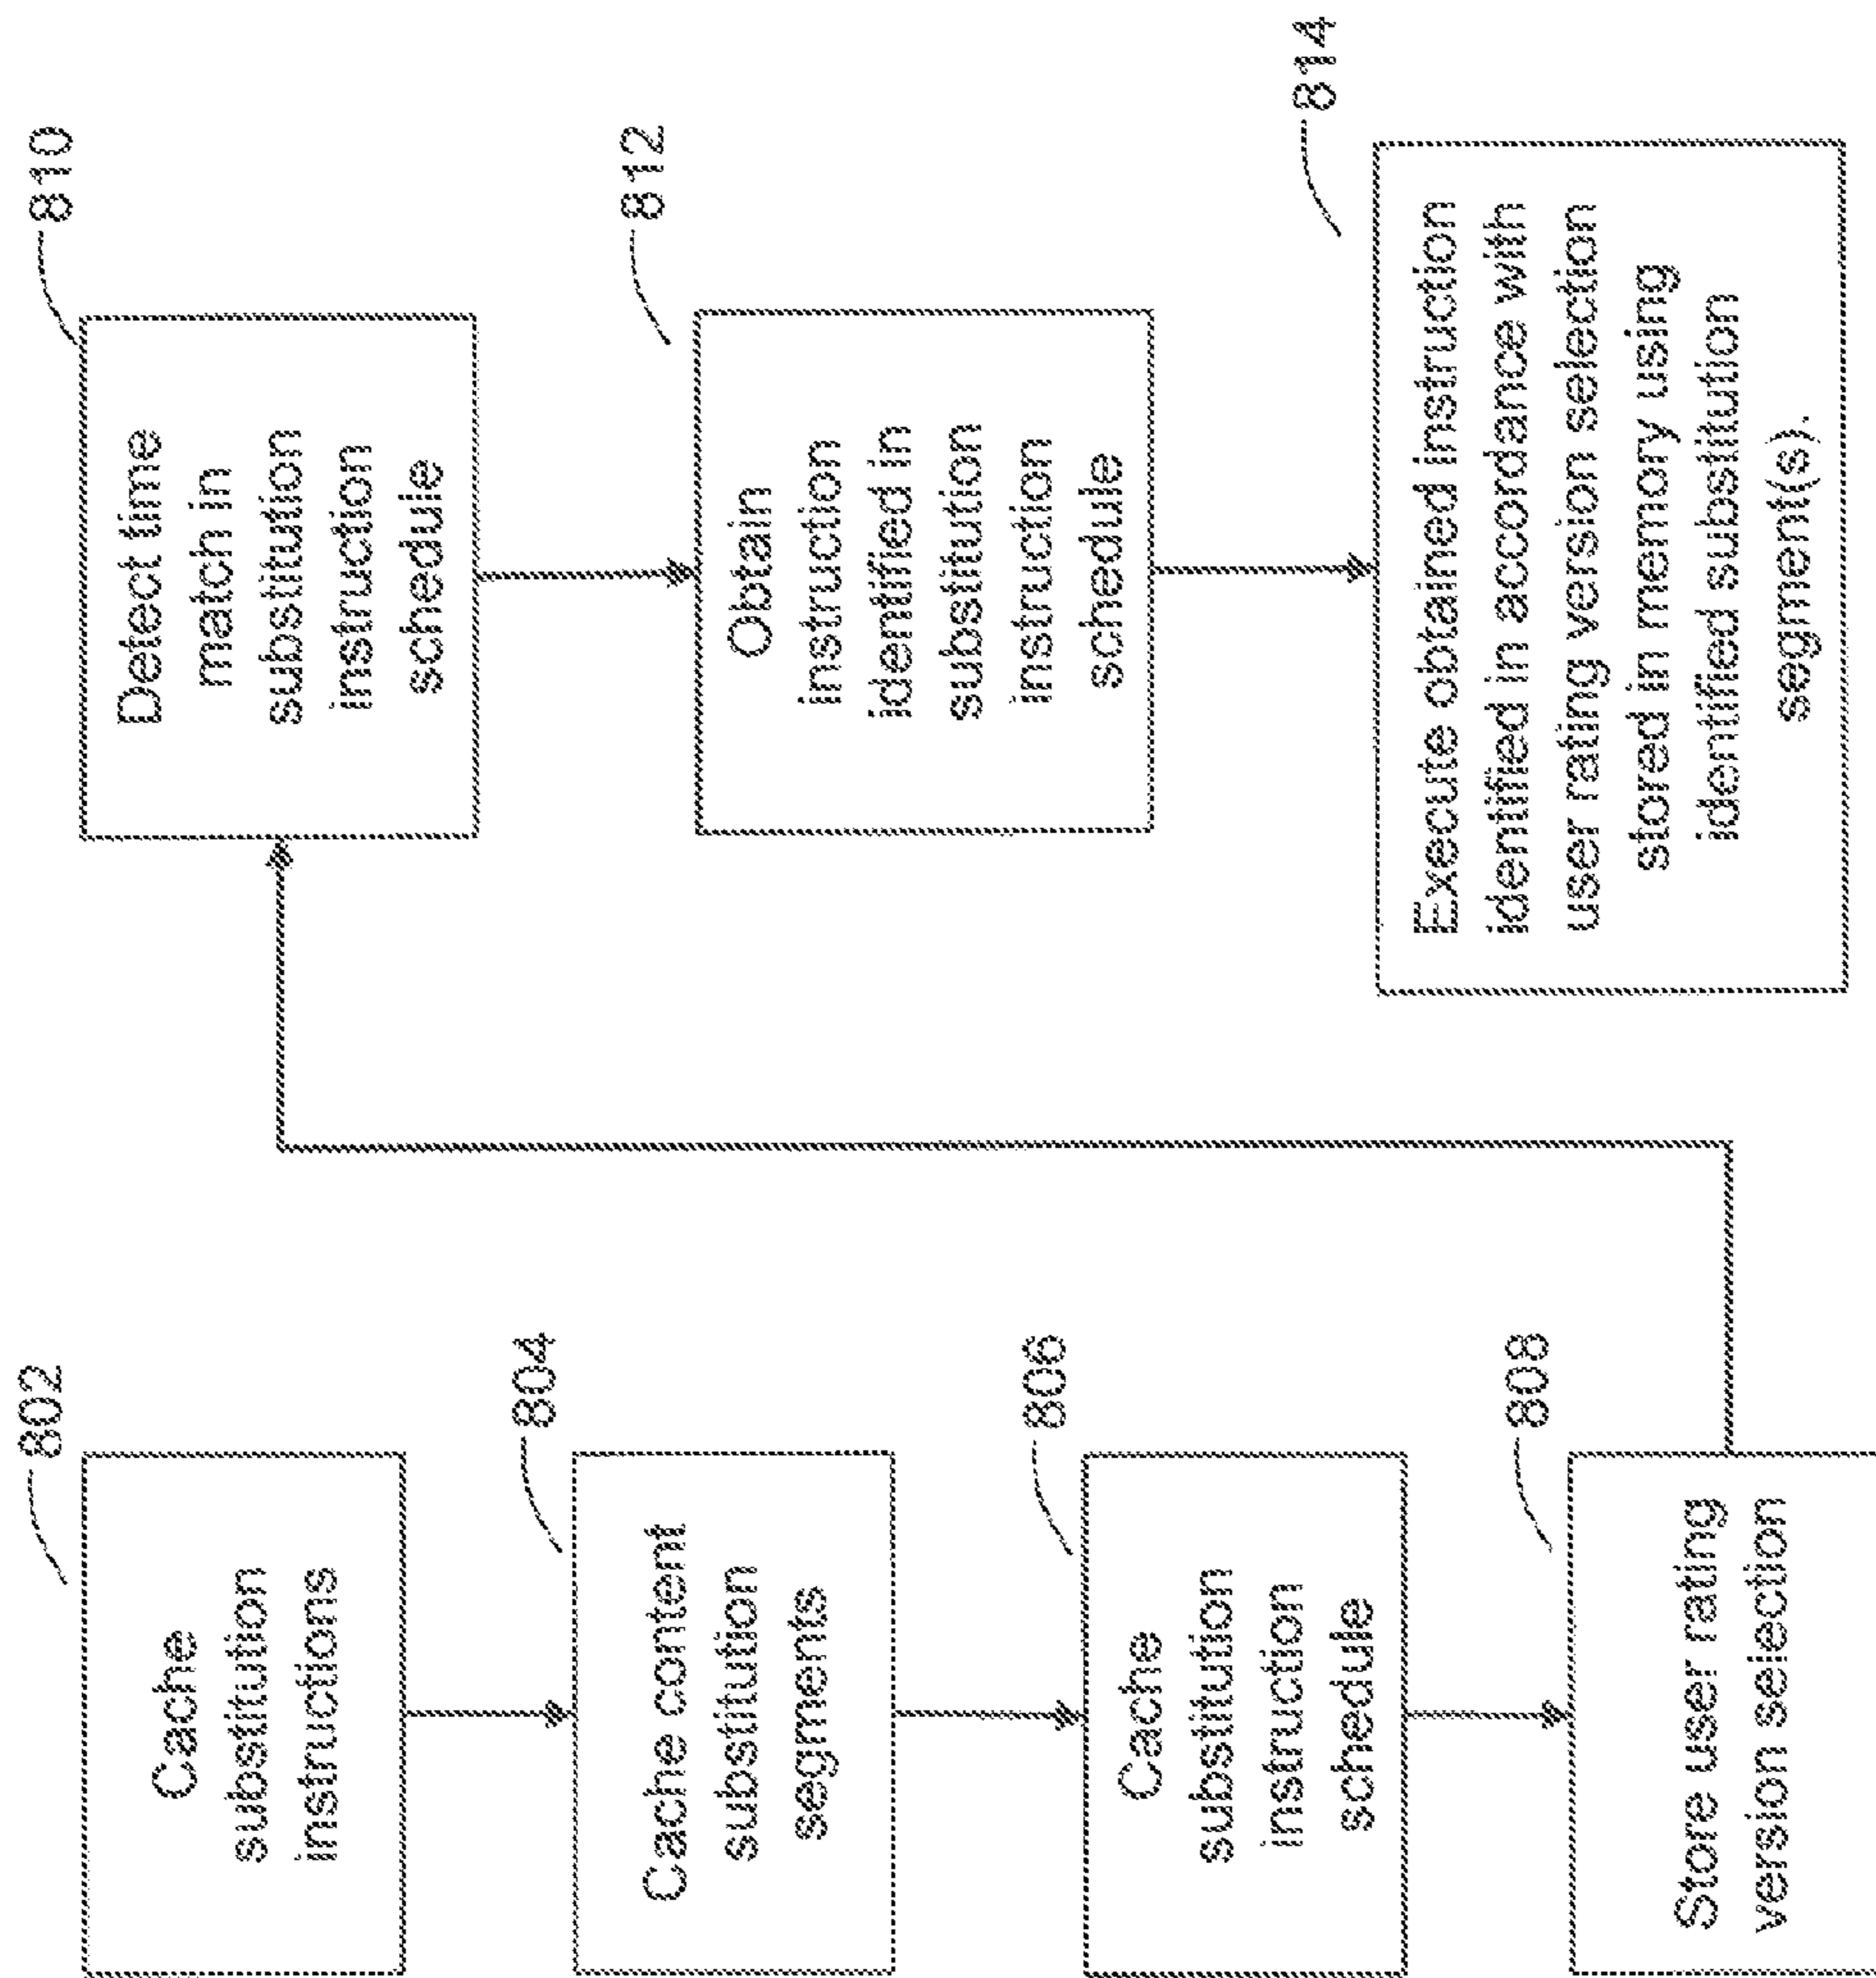 802
Cache
substitution
instructions
804
Cache content
substitution
segments
806
Cache
substitution
instruction
schedule
808
Store user rating
version selection
810
Detect time
match in
substitution
instruction
schedule
812
Obtain
instruction
identified in
substitution
instruction
schedule
814
Execute obtained instruction
identified in accordance with
user rating version selection
stored in memory using
identified substitution
segment(s).